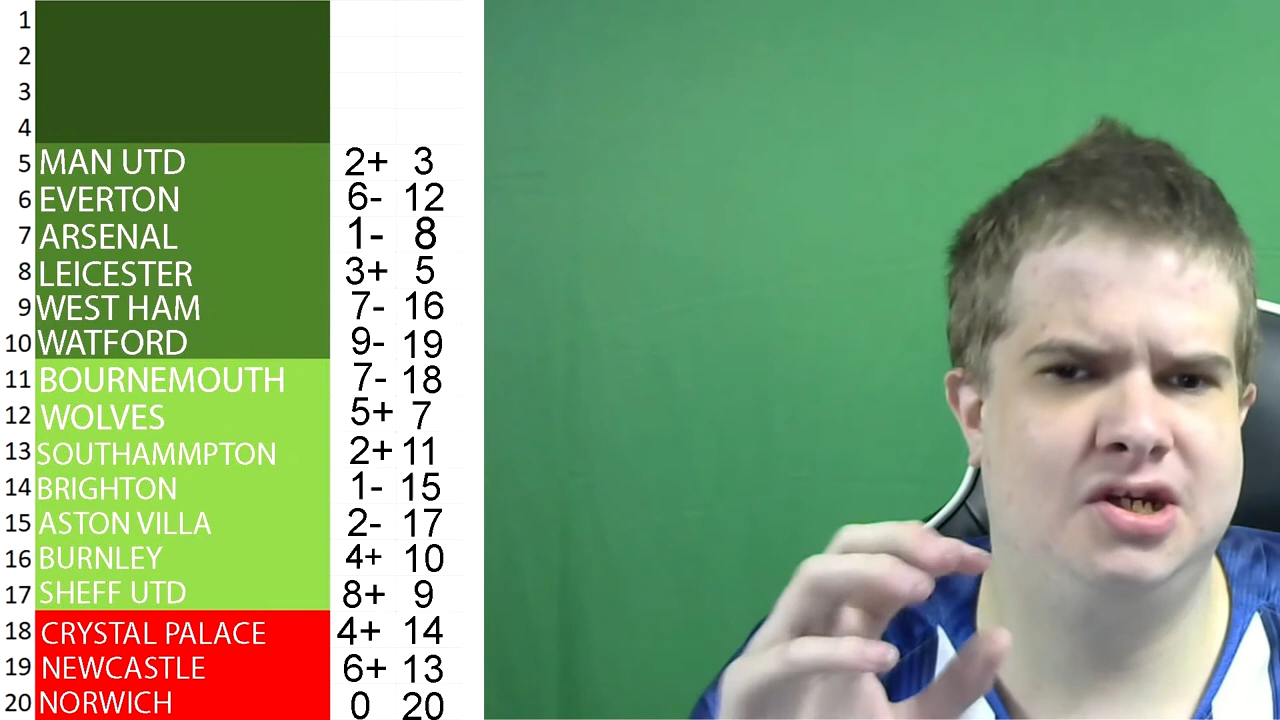 1
2
3
4
5 MAN UTD 2+ 3
6 EVERTON 6- 12
7 ARSENAL 1- 8
8 LEICESTER 3+ 5
9 WEST HAM 7- 16
10 WATFORD 9- 19
11 BOURNEMOUTH 7- 18
12 WOLVES 5+ 7
13 SOUTHAMMPTON 2+ 11
14 BRIGHTON 1- 15
15 ASTON VILLA 2- 17
16 BURNLEY 4+ 10
17 SHEFF UTD 8+ 9
18 CRYSTAL PALACE 4+ 14
19 NEWCASTLE 6+ 13
20 NORWICH 0 20